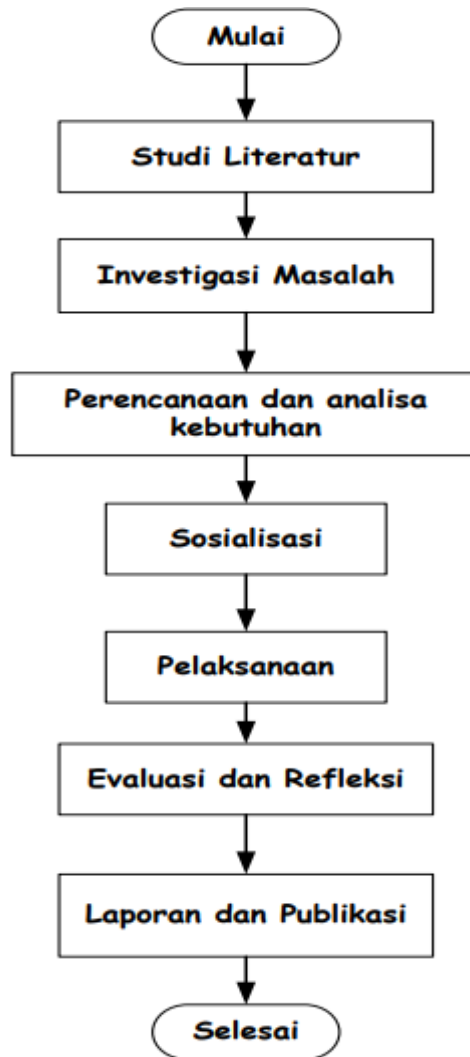 Mulai
Studi Literatur
Investigasi Masalah
Perencanaan dan analisa
kebutuhan
Sosialisasi
Pelaksanaan
Evaluasi dan Refleksi
Laporan dan Publikasi
Selesai